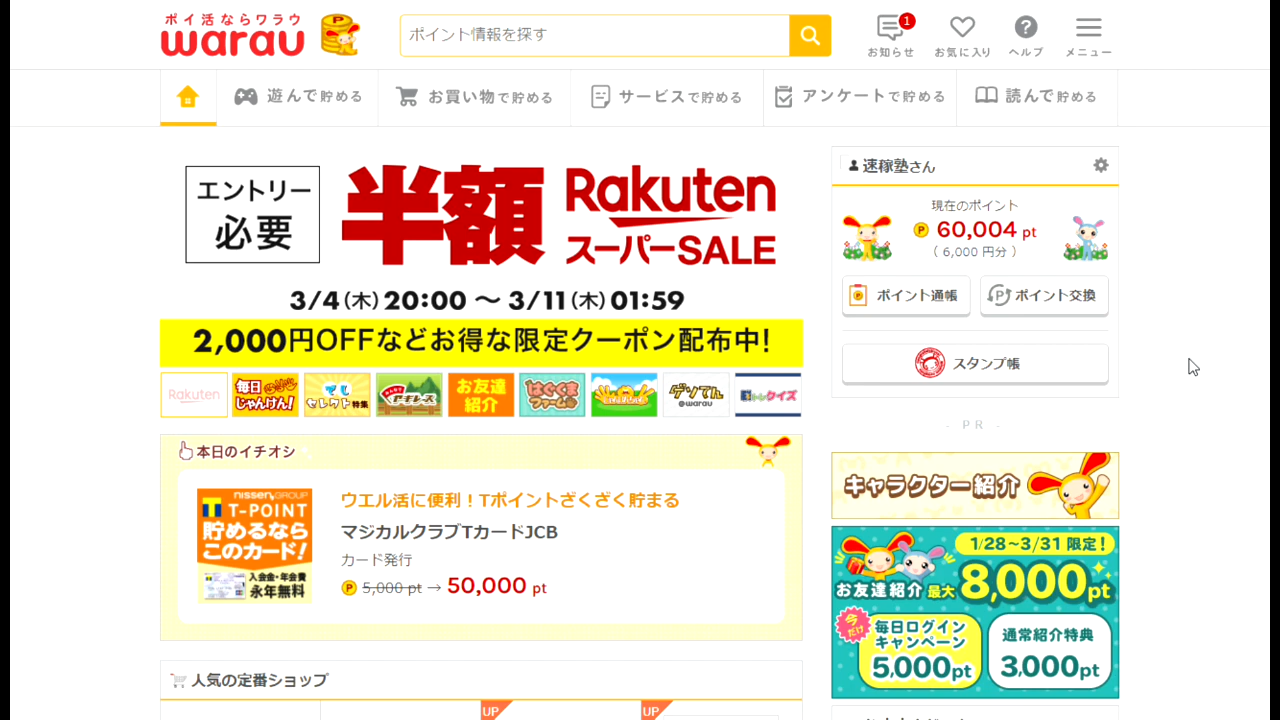 ポイ活ならワラウ
warau
ポイント情報を探す
1
お知らせ
お気に入り
ヘルプ
メニュー
遊んで貯める
お買い物で貯める
サービスで貯める
アンケートで貯める
読んで貯める
エントリー
必要
半額
Rakuten
スーパーSALE
3/4(木)20:00 〜 3/11(木)01:59
2,000円OFFなどお得な限定クーポン配布中!
Rakuten
毎日
じゃんけん!
でし
セレクト特集
アキレス
お友達
紹介
はぐくま
ファーム
ゲソてん
@warau
クイズ
本日のイチオシ
nissen GROUP
T-POINT
貯めるなら
このカード!
入会金・年会費
永年無料
ウエル活に便利！Tポイントざくざく貯まる
マジカルクラブTカードJCB
カード発行
P 5,000 pt → 50,000 pt
人気の定番ショップ
UP
UP
速稼塾さん
現在のポイント
P 60,004 pt
( 6,000 円分 )
ポイント通帳
ポイント交換
スタンプ帳
- PR -
キャラクター紹介
1/28〜3/31 限定！
お友達紹介 最大 8,000pt
今だけ
毎日ログイン
キャンペーン
5,000pt
通常紹介特典
3,000pt